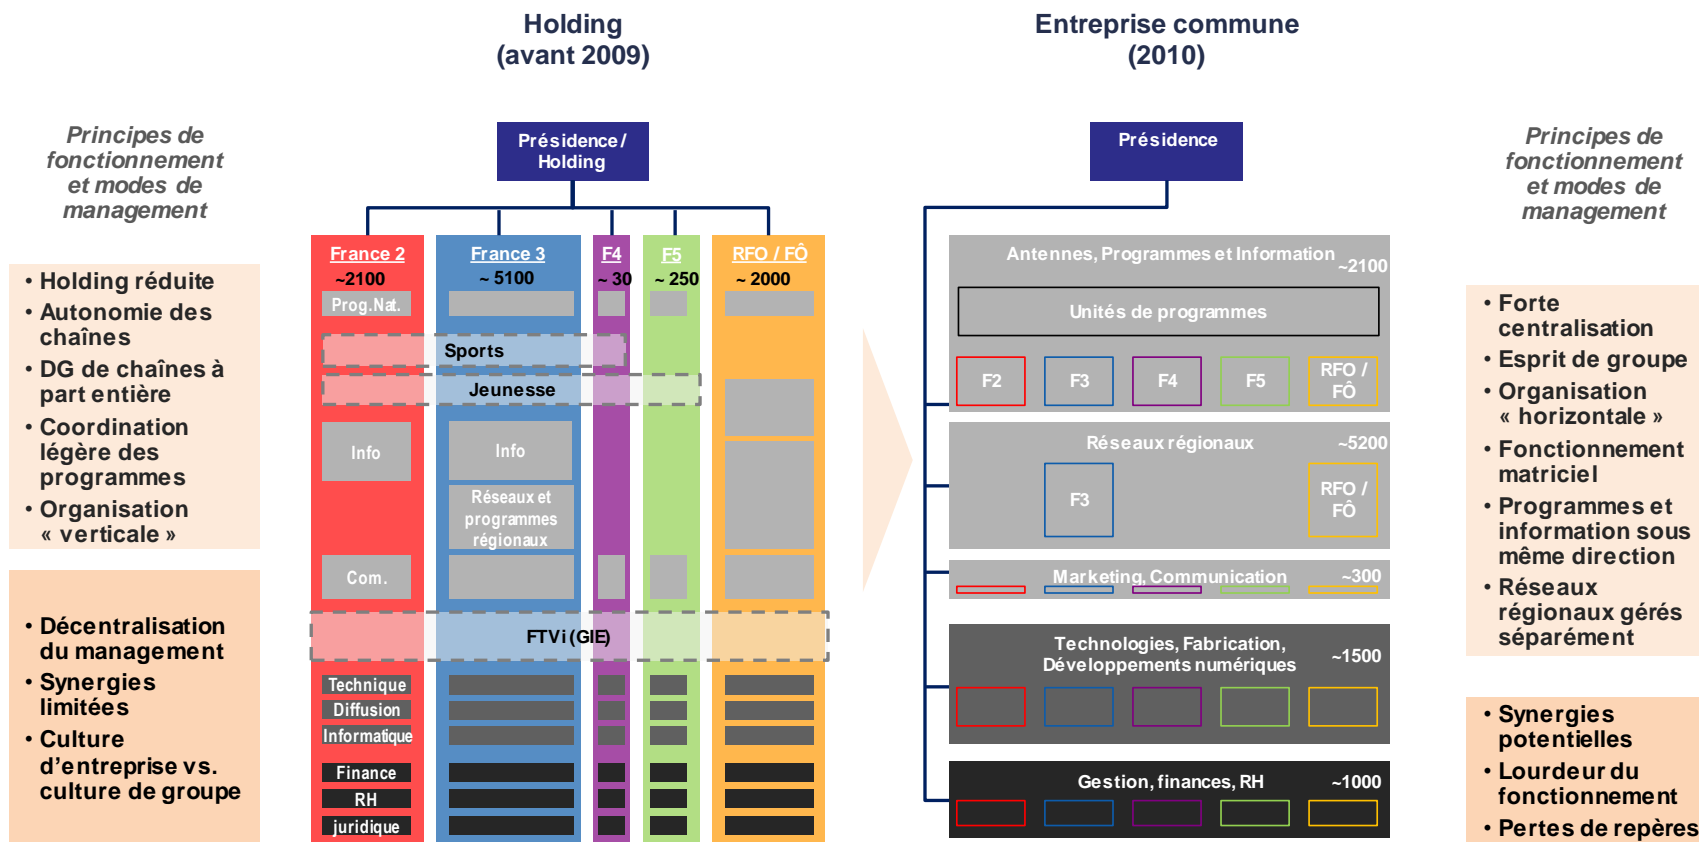 Holding
(avant 2009)
Entreprise commune
(2010)
Principes de
fonctionnement
et modes de
management
• Holding réduite
• Autonomie des
chaînes
• DG de chaînes à
part entière
• Coordination
légère des
programmes
• Organisation
« verticale »
• Décentralisation
du management
• Synergies
limitées
• Culture
d'entreprise vs.
culture de groupe
Présidence /
Holding
France 2
~2100
France 3
~ 5100
F4
~ 30
F5
~ 250
RFO / FÔ
~ 2000
Prog.Nat.
Sports
Jeunesse
Info
Info
Réseaux et
programmes
régionaux
Com.
FTVi (GIE)
Technique
Diffusion
Informatique
Finance
RH
juridique
Présidence
Antennes, Programmes et Information
~2100
Unités de programmes
F2
F3
F4
F5
RFO /
FÔ
Réseaux régionaux
~5200
F3
RFO /
FÔ
Marketing, Communication
~300
Technologies, Fabrication,
Développements numériques
~1500
Gestion, finances, RH
~1000
Principes de
fonctionnement
et modes de
management
• Forte
centralisation
• Esprit de groupe
• Organisation
« horizontale »
• Fonctionnement
matriciel
• Programmes et
information sous
même direction
• Réseaux
régionaux gérés
séparément
• Synergies
potentielles
• Lourdeur du
fonctionnement
• Pertes de repères